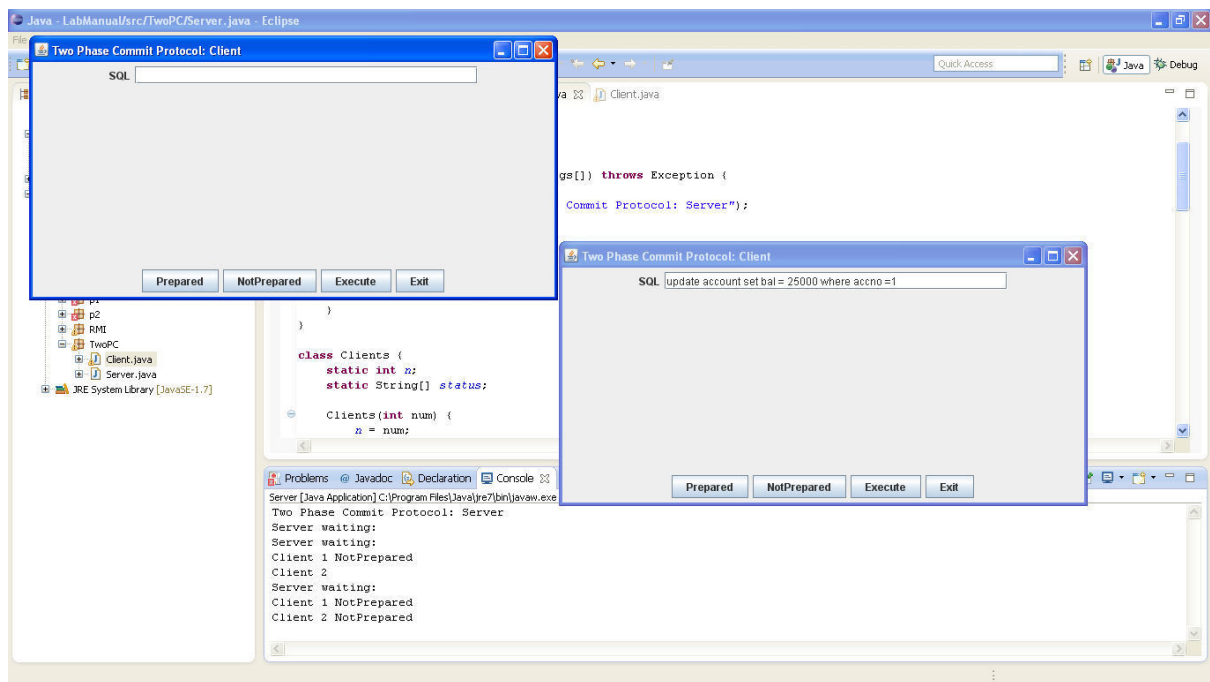 Java - LabManual/src/TwoPC/Server.java - Eclipse
File
Two Phase Commit Protocol: Client
SQL
Prepared NotPrepared Execute Exit
Quick Access
Java Debug
va Client.java
gs[]) throws Exception {
Commit Protocol: Server");
}
}
class Clients {
static int n;
static String[] status;
Clients(int num) {
n = num;
p1
p2
RMI
TwoPC
Client.java
Server.java
JRE System Library [JavaSE-1.7]
Two Phase Commit Protocol: Client
SQL update account set bal = 25000 where accno =1
Prepared NotPrepared Execute Exit
Problems @ Javadoc Declaration Console
Server [Java Application] C:\Program Files\Java\jre7\bin\javaw.exe
Two Phase Commit Protocol: Server
Server waiting:
Server waiting:
Client 1 NotPrepared
Client 2
Server waiting:
Client 1 NotPrepared
Client 2 NotPrepared